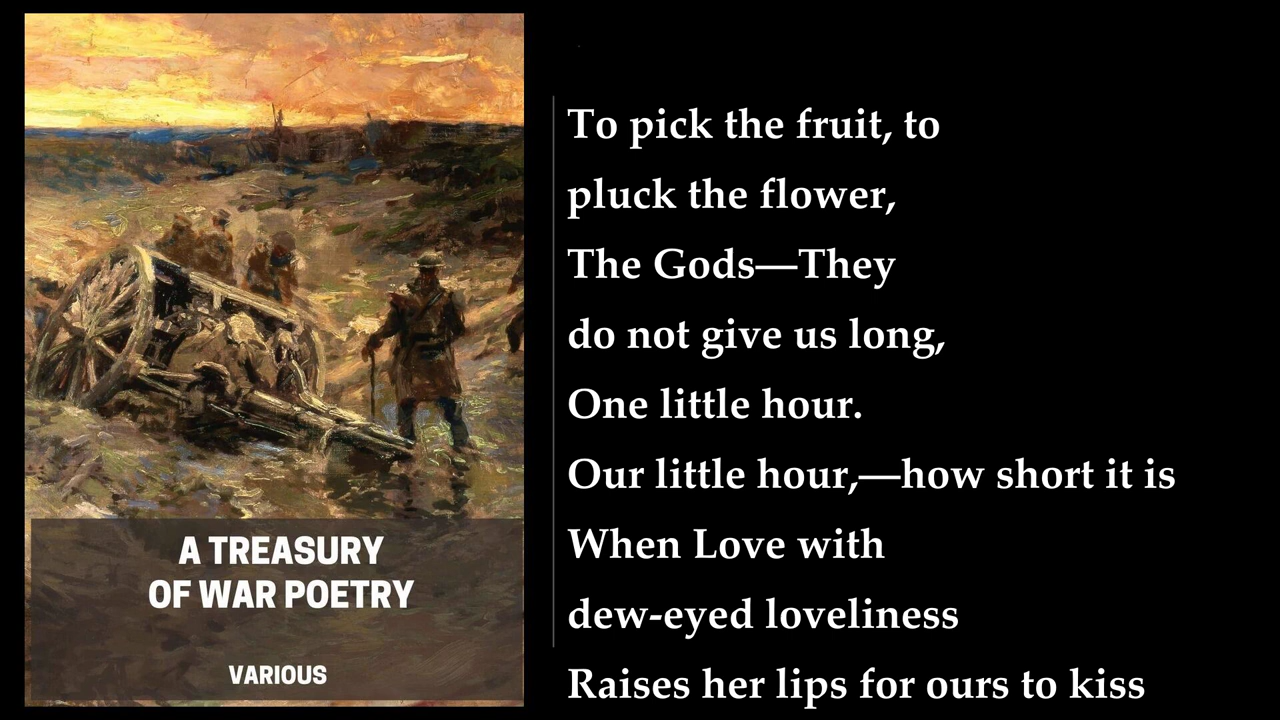 A TREASURY
OF WAR POETRY
VARIOUS
To pick the fruit, to
pluck the flower,
The Gods—They
do not give us long,
One little hour.
Our little hour,—how short it is
When Love with
dew-eyed loveliness
Raises her lips for ours to kiss